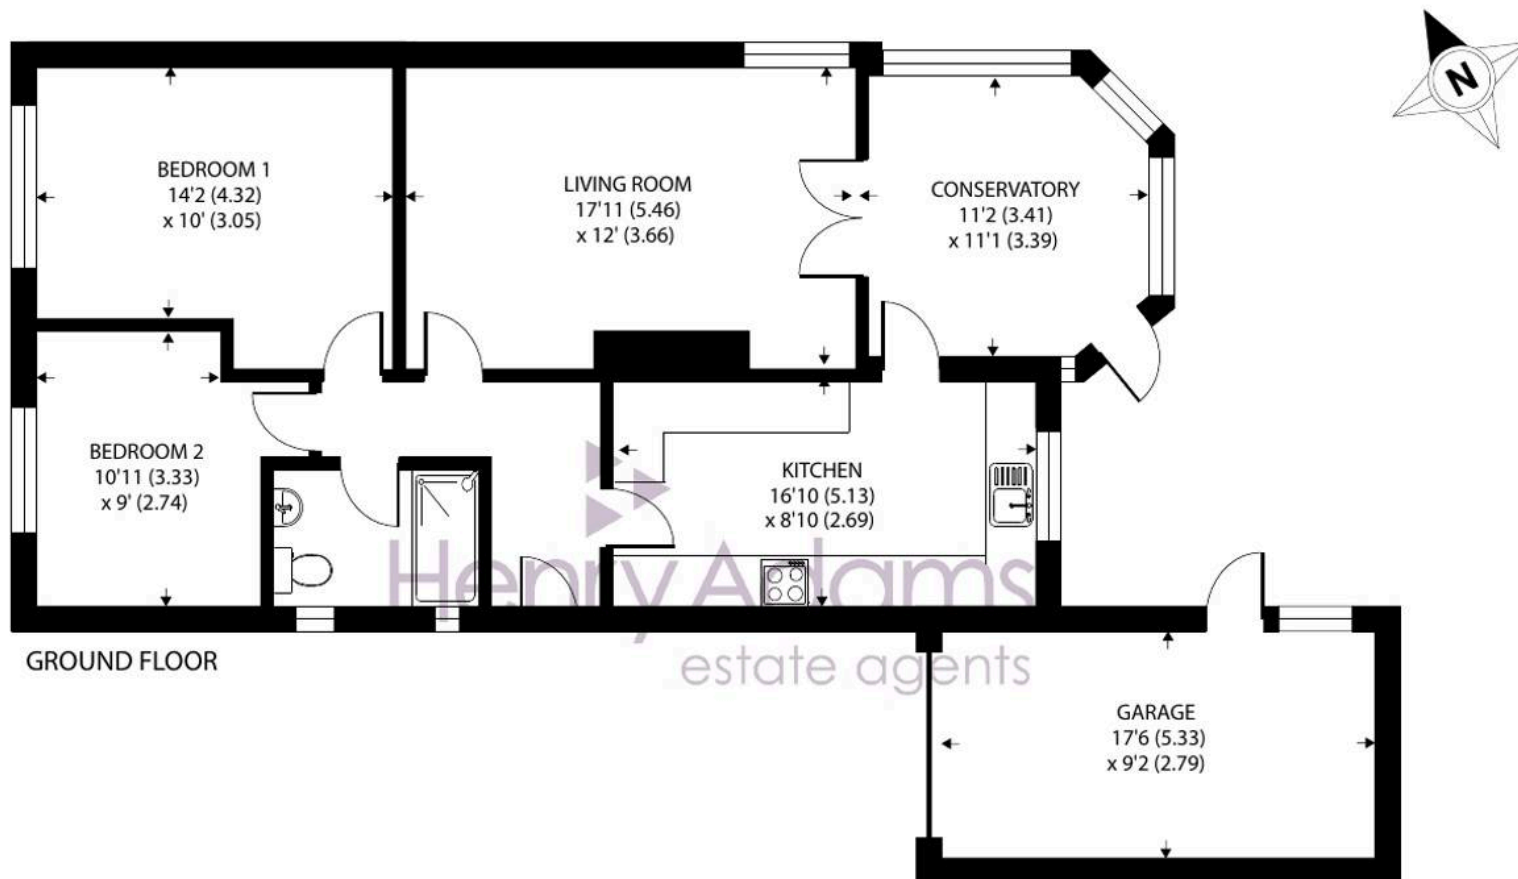 N
BEDROOM 1
14'2 (4.32)
x 10' (3.05)
LIVING ROOM
17'11 (5.46)
x 12' (3.66)
CONSERVATORY
11'2 (3.41)
x 11'1 (3.39)
BEDROOM 2
10'11 (3.33)
x 9' (2.74)
KITCHEN
16'10 (5.13)
x 8'10 (2.69)
Henry Adams
estate agents
GROUND FLOOR
GARAGE
17'6 (5.33)
x 9'2 (2.79)